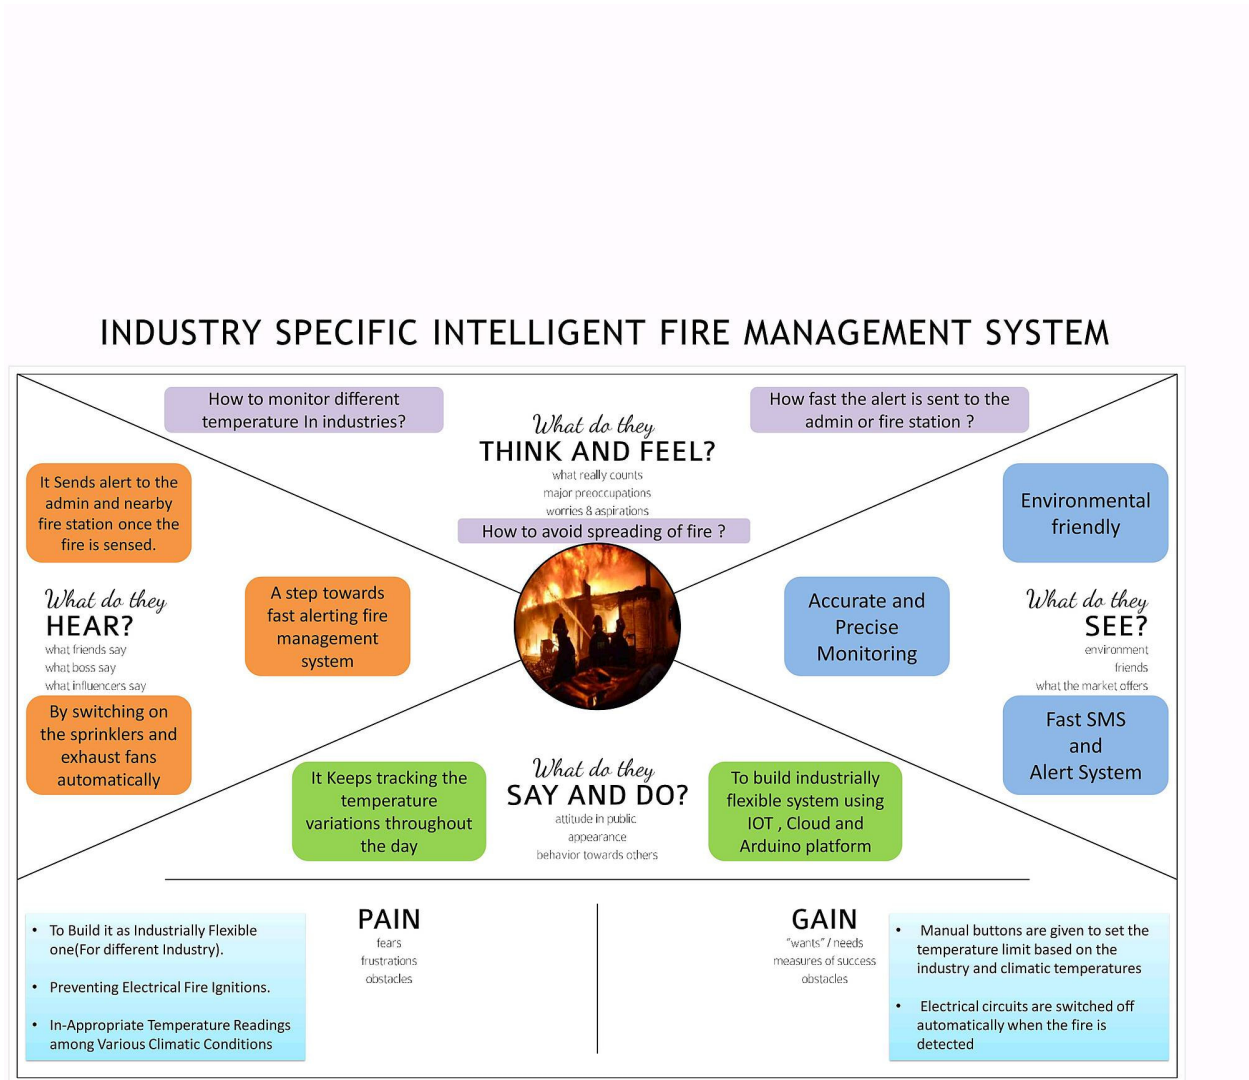 INDUSTRY SPECIFIC INTELLIGENT FIRE MANAGEMENT SYSTEM
How to monitor different
temperature In industries?
What do they
THINK AND FEEL?
what really counts
major preoccupations
worries & aspirations
How to avoid spreading of fire ?
How fast the alert is sent to the
admin or fire station ?
It Sends alert to the
admin and nearby
fire station once the
fire is sensed.
What do they
HEAR?
what friends say
what boss say
what influencers say
A step towards
fast alerting fire
management
system
By switching on
the sprinklers and
exhaust fans
automatically
Environmental
friendly
Accurate and
Precise
Monitoring
What do they
SEE?
environment
friends
what the market offers
Fast SMS
and
Alert System
It Keeps tracking the
temperature
variations throughout
the day
What do they
SAY AND DO?
attitude in public
appearance
behavior towards others
To build industrially
flexible system using
IOT , Cloud and
Arduino platform
• To Build it as Industrially Flexible
one(For different Industry).
• Preventing Electrical Fire Ignitions.
• In-Appropriate Temperature Readings
among Various Climatic Conditions
PAIN
fears
frustrations
obstacles
GAIN
"wants" / needs
measures of success
obstacles
• Manual buttons are given to set the
temperature limit based on the
industry and climatic temperatures
• Electrical circuits are switched off
automatically when the fire is
detected